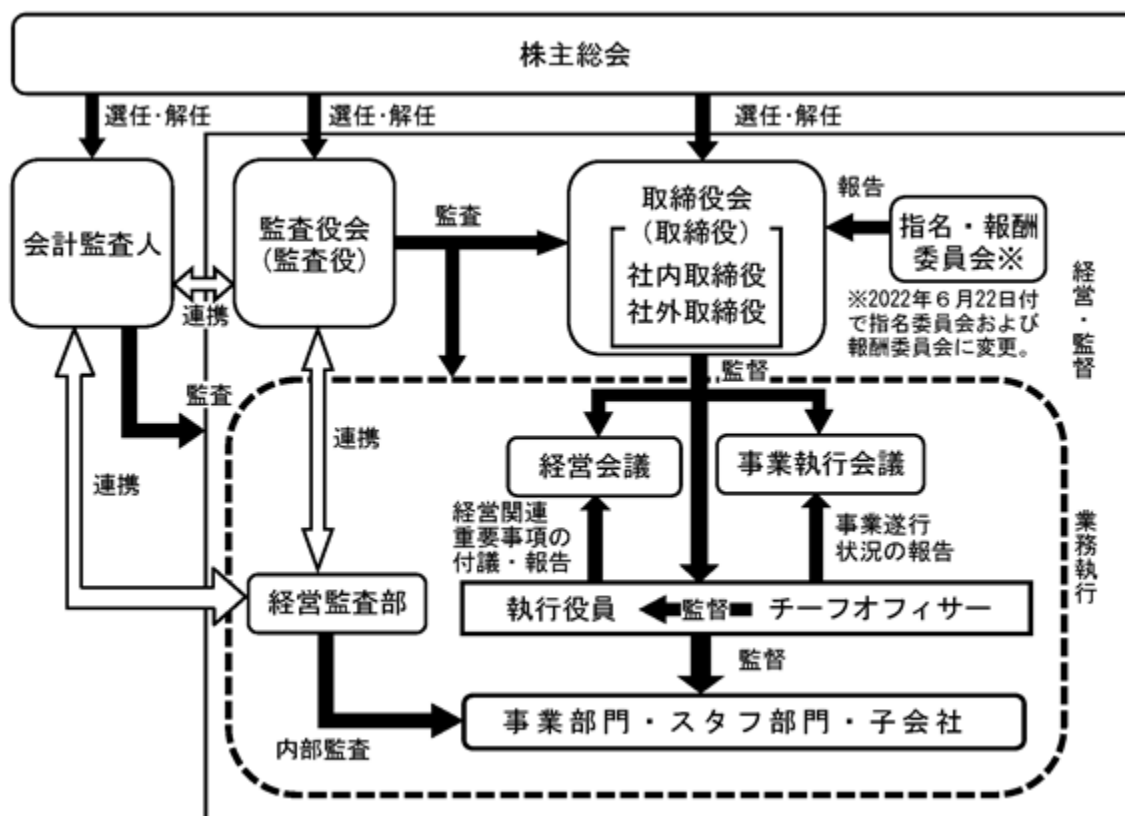 株主総会
選任・解任
選任・解任
選任・解任
会計監査人
監査役会
(監査役)
監査
取締役会
(取締役)
社内取締役
社外取締役
報告
指名・報酬
委員会※
※2022年6月22日付
で指名委員会および
報酬委員会に変更。
経営・監督
連携
監査
連携
連携
監督
経営会議
事業執行会議
経営関連
重要事項の
付議・報告
事業遂行
状況の報告
業務執行
経営監査部
執行役員
監督
チーフオフィサー
監督
内部監査
事業部門・スタフ部門・子会社